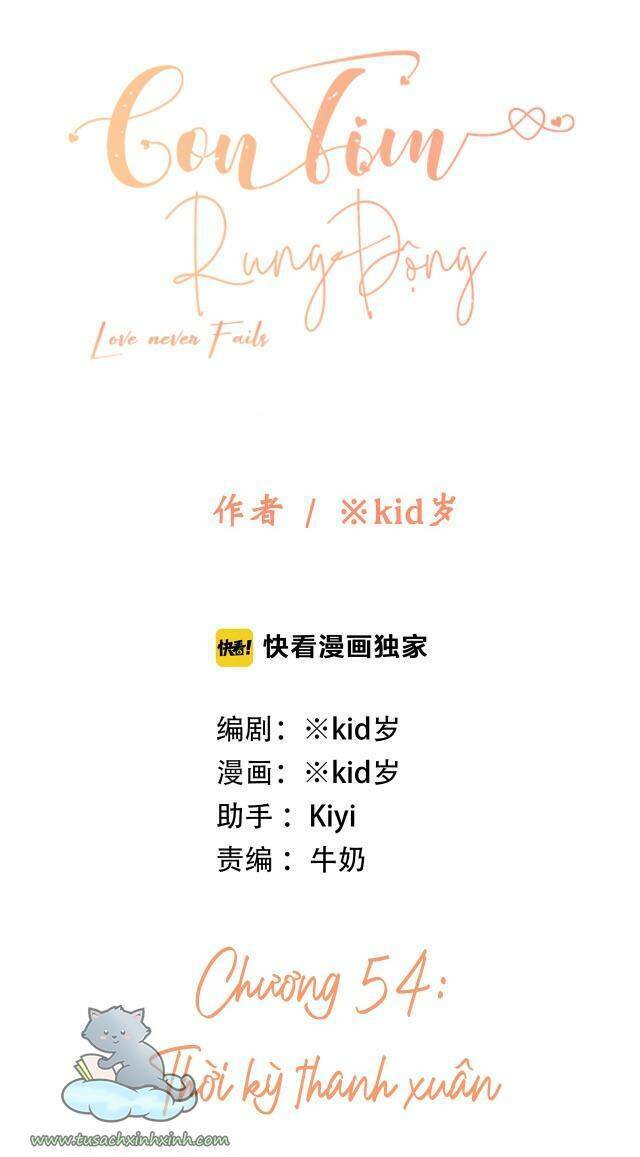 Con Tim
Rung Động
Love never Fails
作者 / ※kid岁
快看! 快看漫画独家
编剧：※kid岁
漫画：※kid岁
助手：Kiyi
责编：牛奶
Chương 54:
Thời kỳ thanh xuân
www.tusachxinhxinh.com